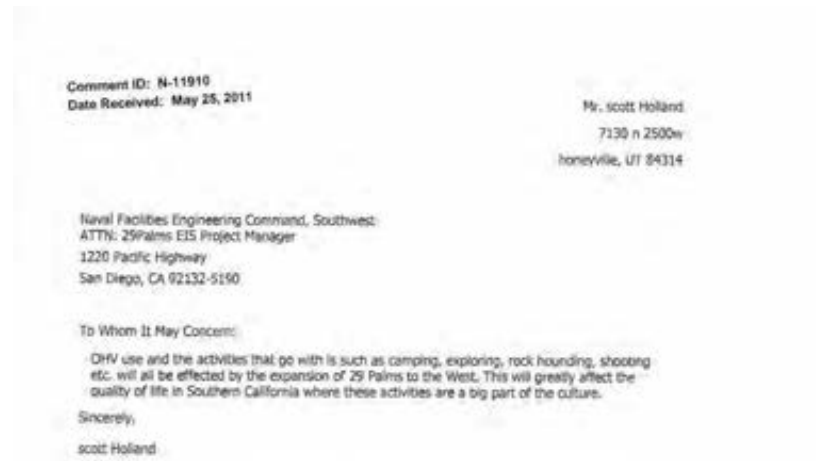 Comment ID: N-11910
Date Received: May 25, 2011
Mr. scott Holland
7130 n 2500w
honeyville, UT 84314
Naval Facilities Engineering Command, Southwest
ATTN: 29Palms EIS Project Manager
1220 Pacific Highway
San Diego, CA 92132-5190
To Whom It May Concern:
OHV use and the activities that go with is such as camping, exploring, rock hounding, shooting
etc. will all be effected by the expansion of 29 Palms to the West. This will greatly affect the
quality of life in Southern California where these activities are a big part of the culture.
Sincerely,
scott Holland